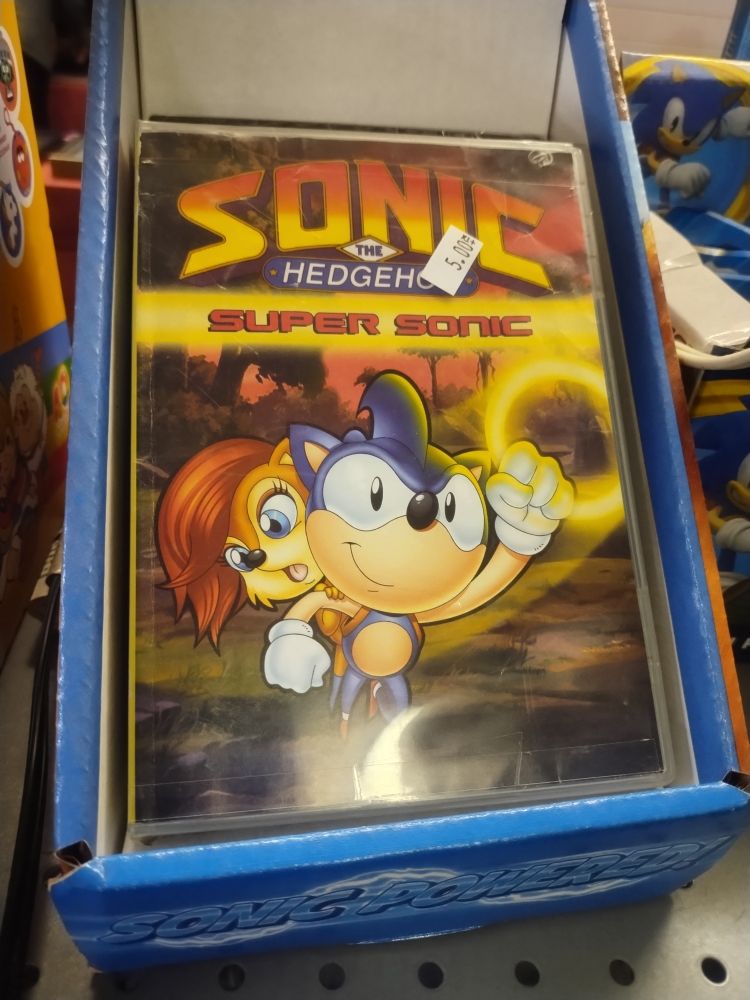 SONIC
THE
HEDGEHO
5.00
SUPER SONIC
SONIC POWERED!